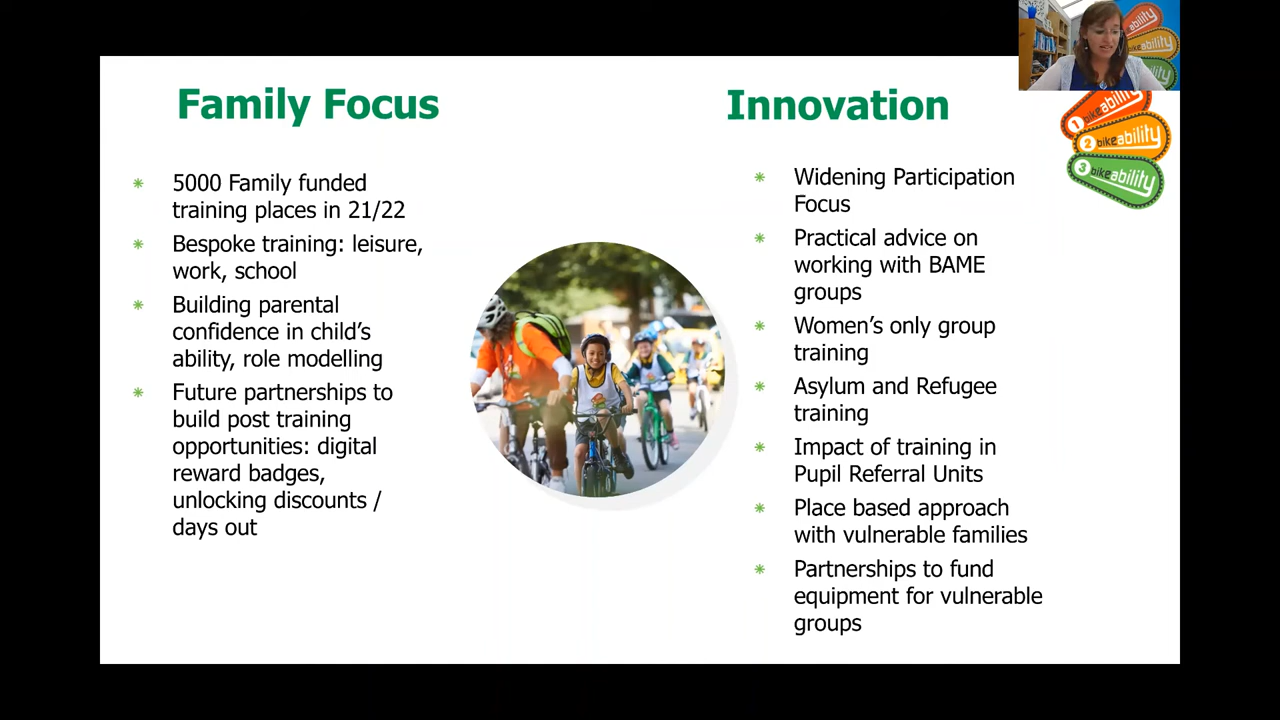 Family Focus
5000 Family funded
training places in 21/22
Bespoke training: leisure,
work, school
Building parental
confidence in child's
ability, role modelling
Future partnerships to
build post training
opportunities: digital
reward badges,
unlocking discounts /
days out
Innovation
Widening Participation
Focus
Practical advice on
working with BAME
groups
Women's only group
training
Asylum and Refugee
training
Impact of training in
Pupil Referral Units
Place based approach
with vulnerable families
Partnerships to fund
equipment for vulnerable
groups
ability
bikeability
ability
1 bikeability
2 bikeability
3 bikeability